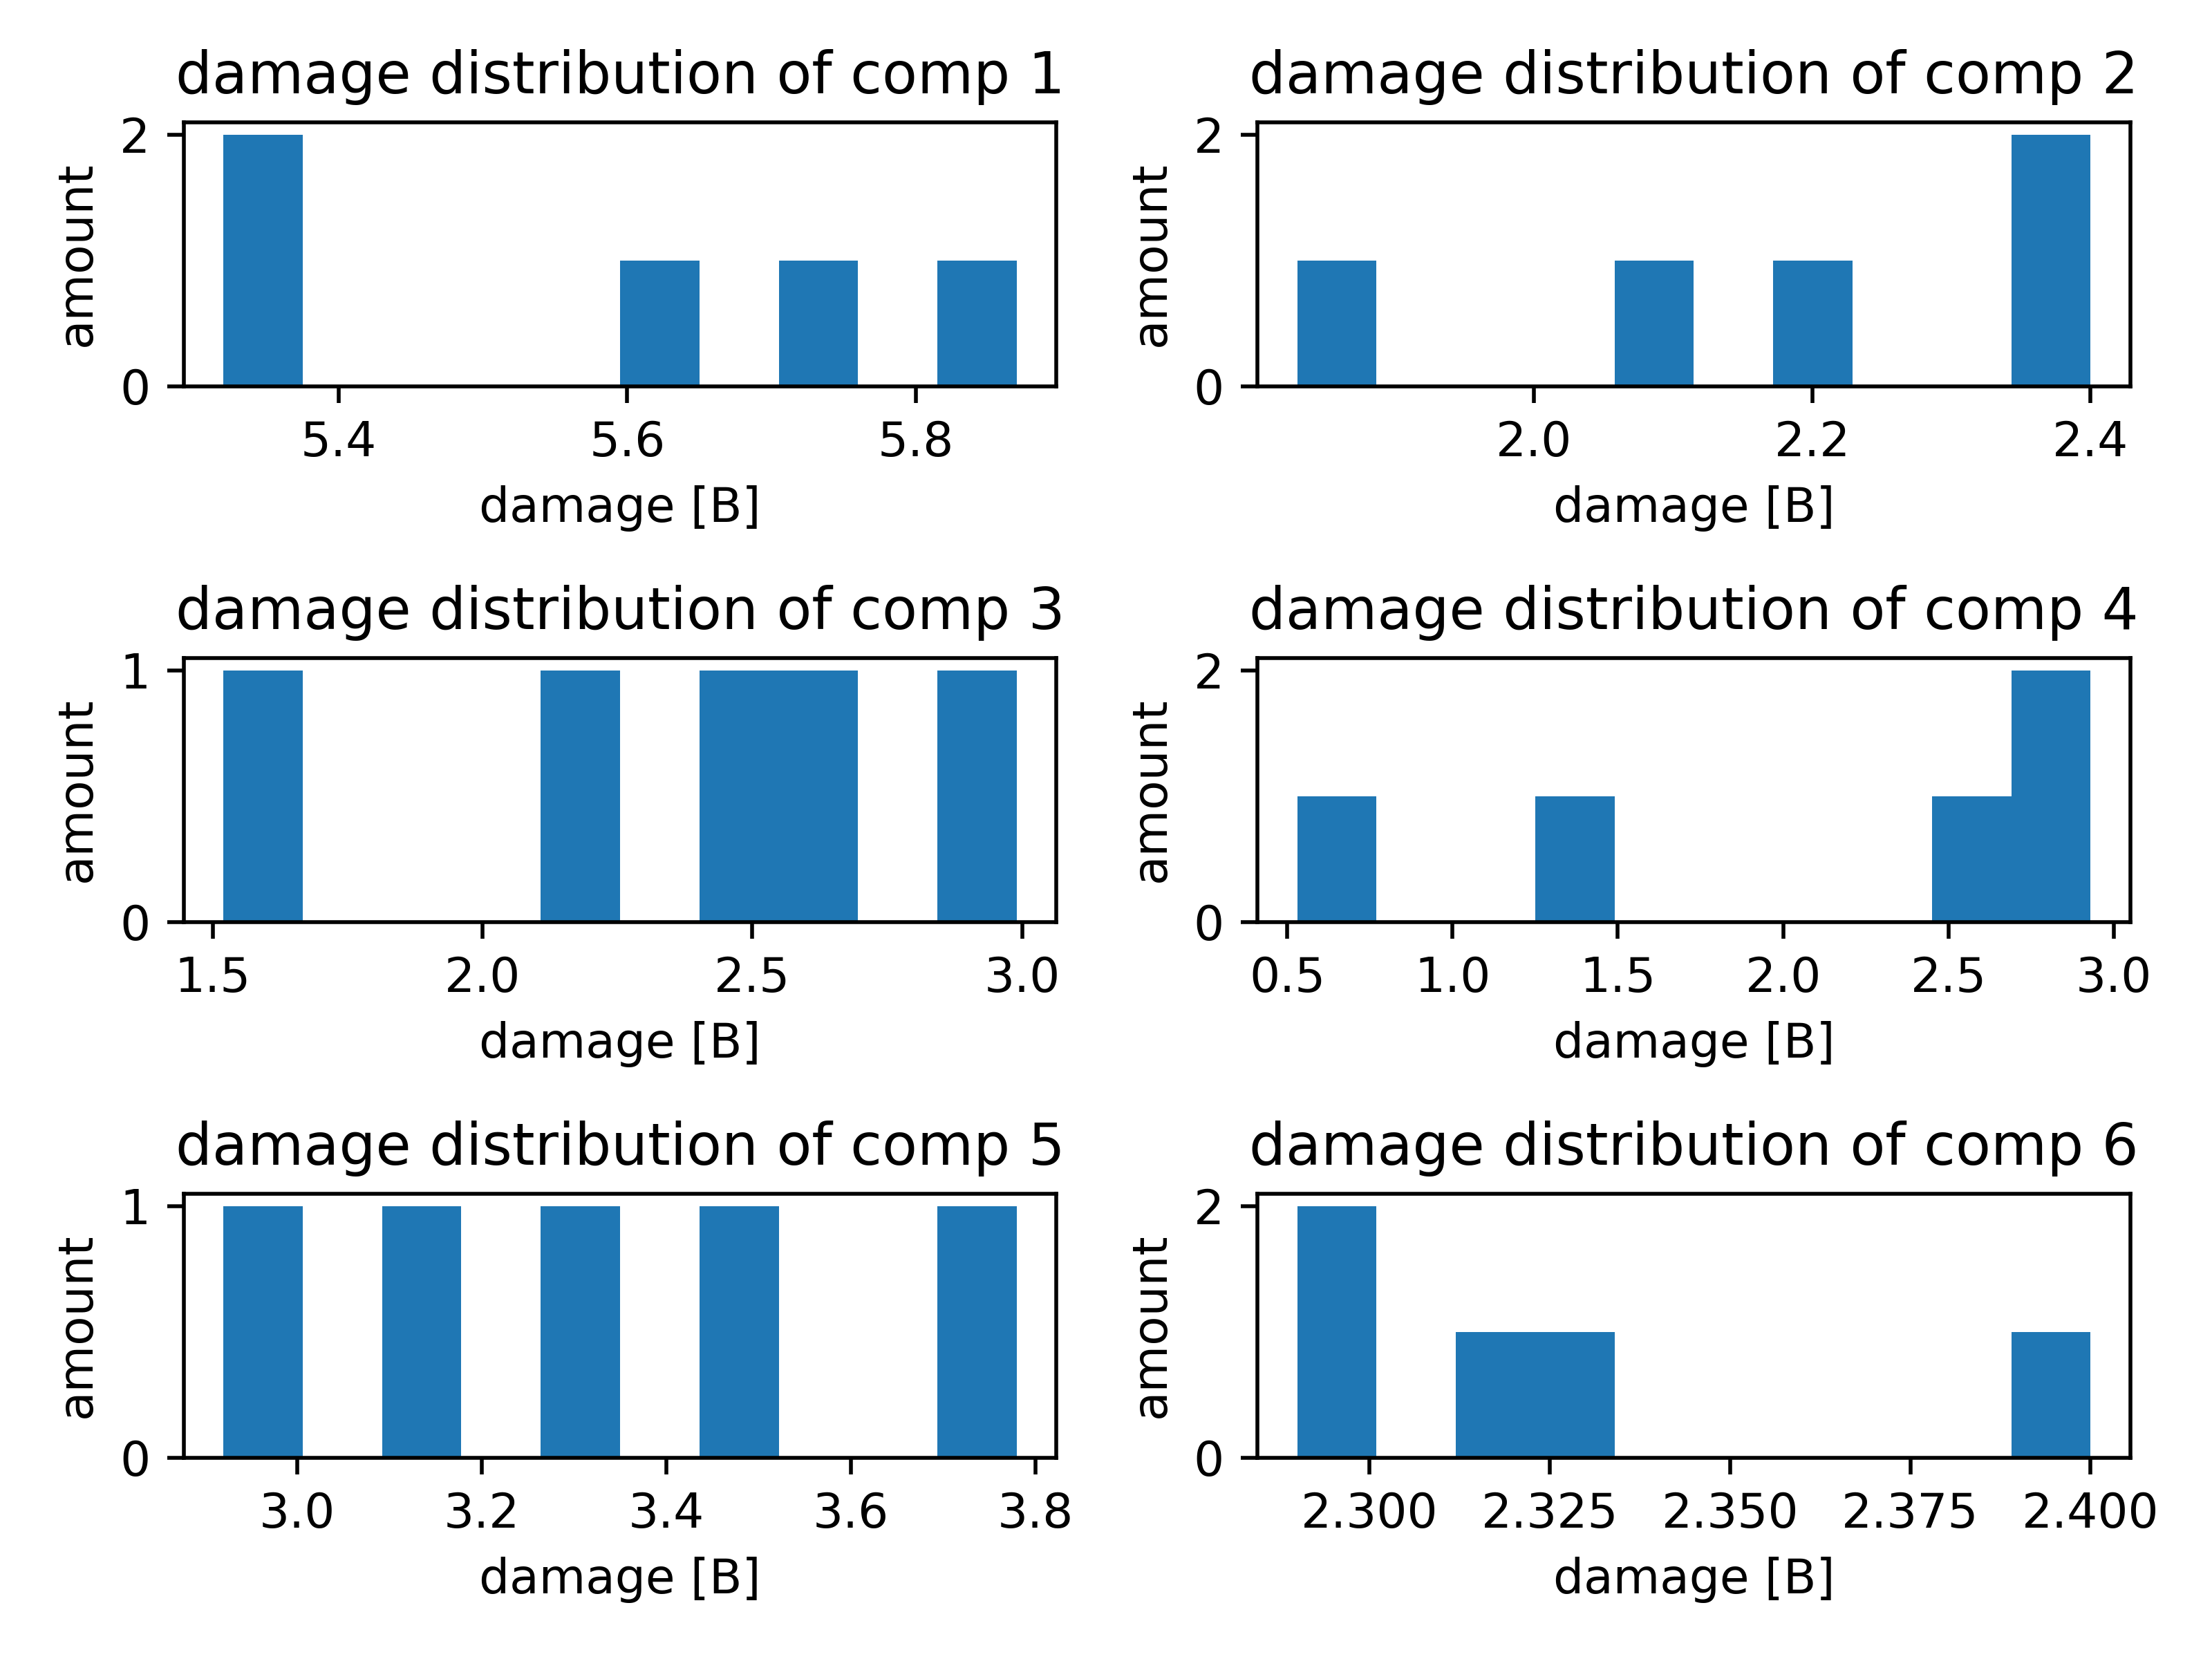 damage distribution of comp 1
2
0
amount
5.4 5.6 5.8
damage [B]
damage distribution of comp 2
2
0
amount
2.0 2.2 2.4
damage [B]
damage distribution of comp 3
1
0
amount
1.5 2.0 2.5 3.0
damage [B]
damage distribution of comp 4
2
0
amount
0.5 1.0 1.5 2.0 2.5 3.0
damage [B]
damage distribution of comp 5
1
0
amount
3.0 3.2 3.4 3.6 3.8
damage [B]
damage distribution of comp 6
2
0
amount
2.300 2.325 2.350 2.375 2.400
damage [B]